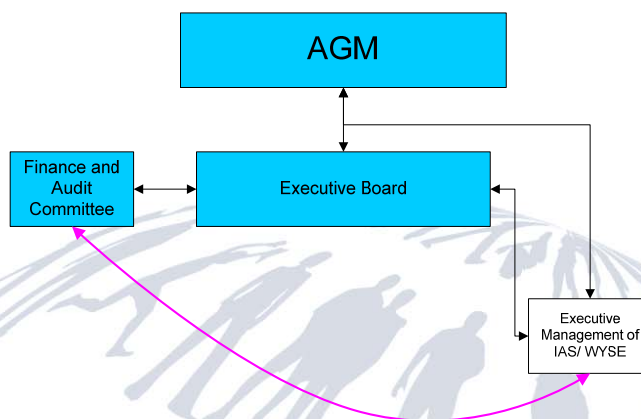 AGM
Finance and
Audit
Committee
Executive Board
Executive
Management of
IAS/ WYSE